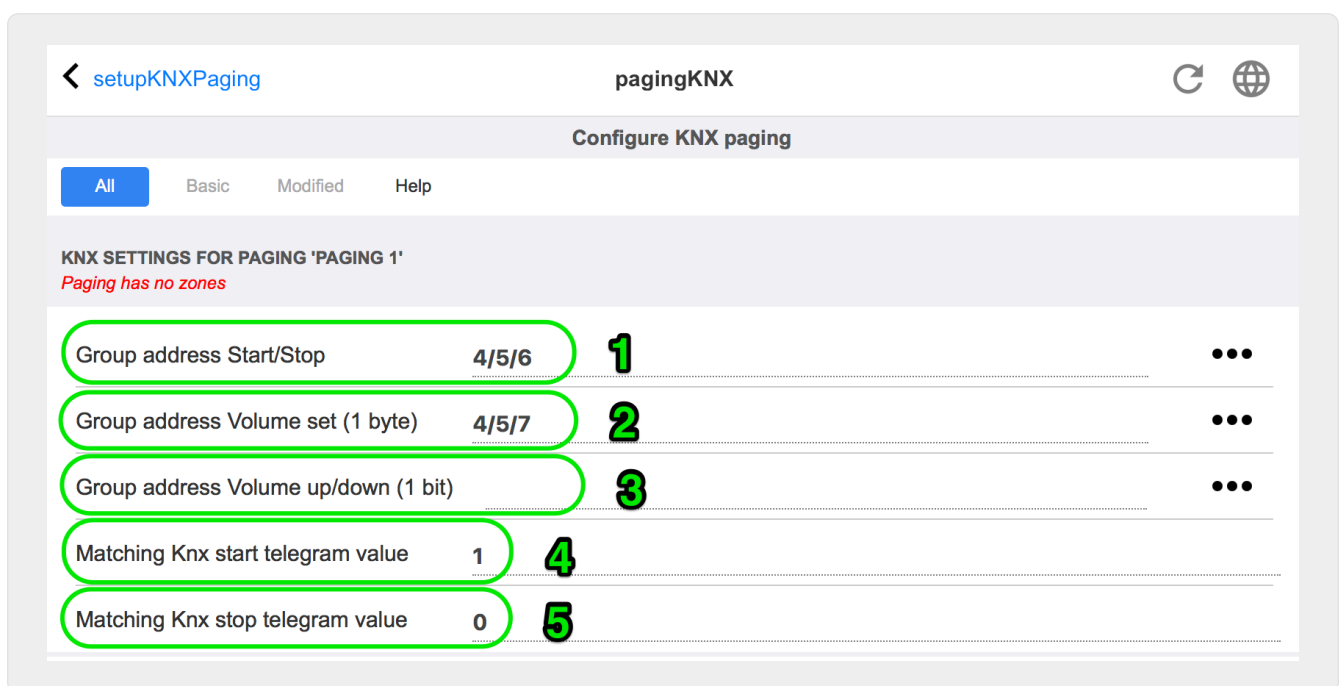 setupKNXPaging
pagingKNX
Configure KNX paging
All Basic Modified Help
KNX SETTINGS FOR PAGING 'PAGING 1'
Paging has no zones
Group address Start/Stop 4/5/6 1
Group address Volume set (1 byte) 4/5/7 2
Group address Volume up/down (1 bit) 3
Matching Knx start telegram value 1 4
Matching Knx stop telegram value 0 5